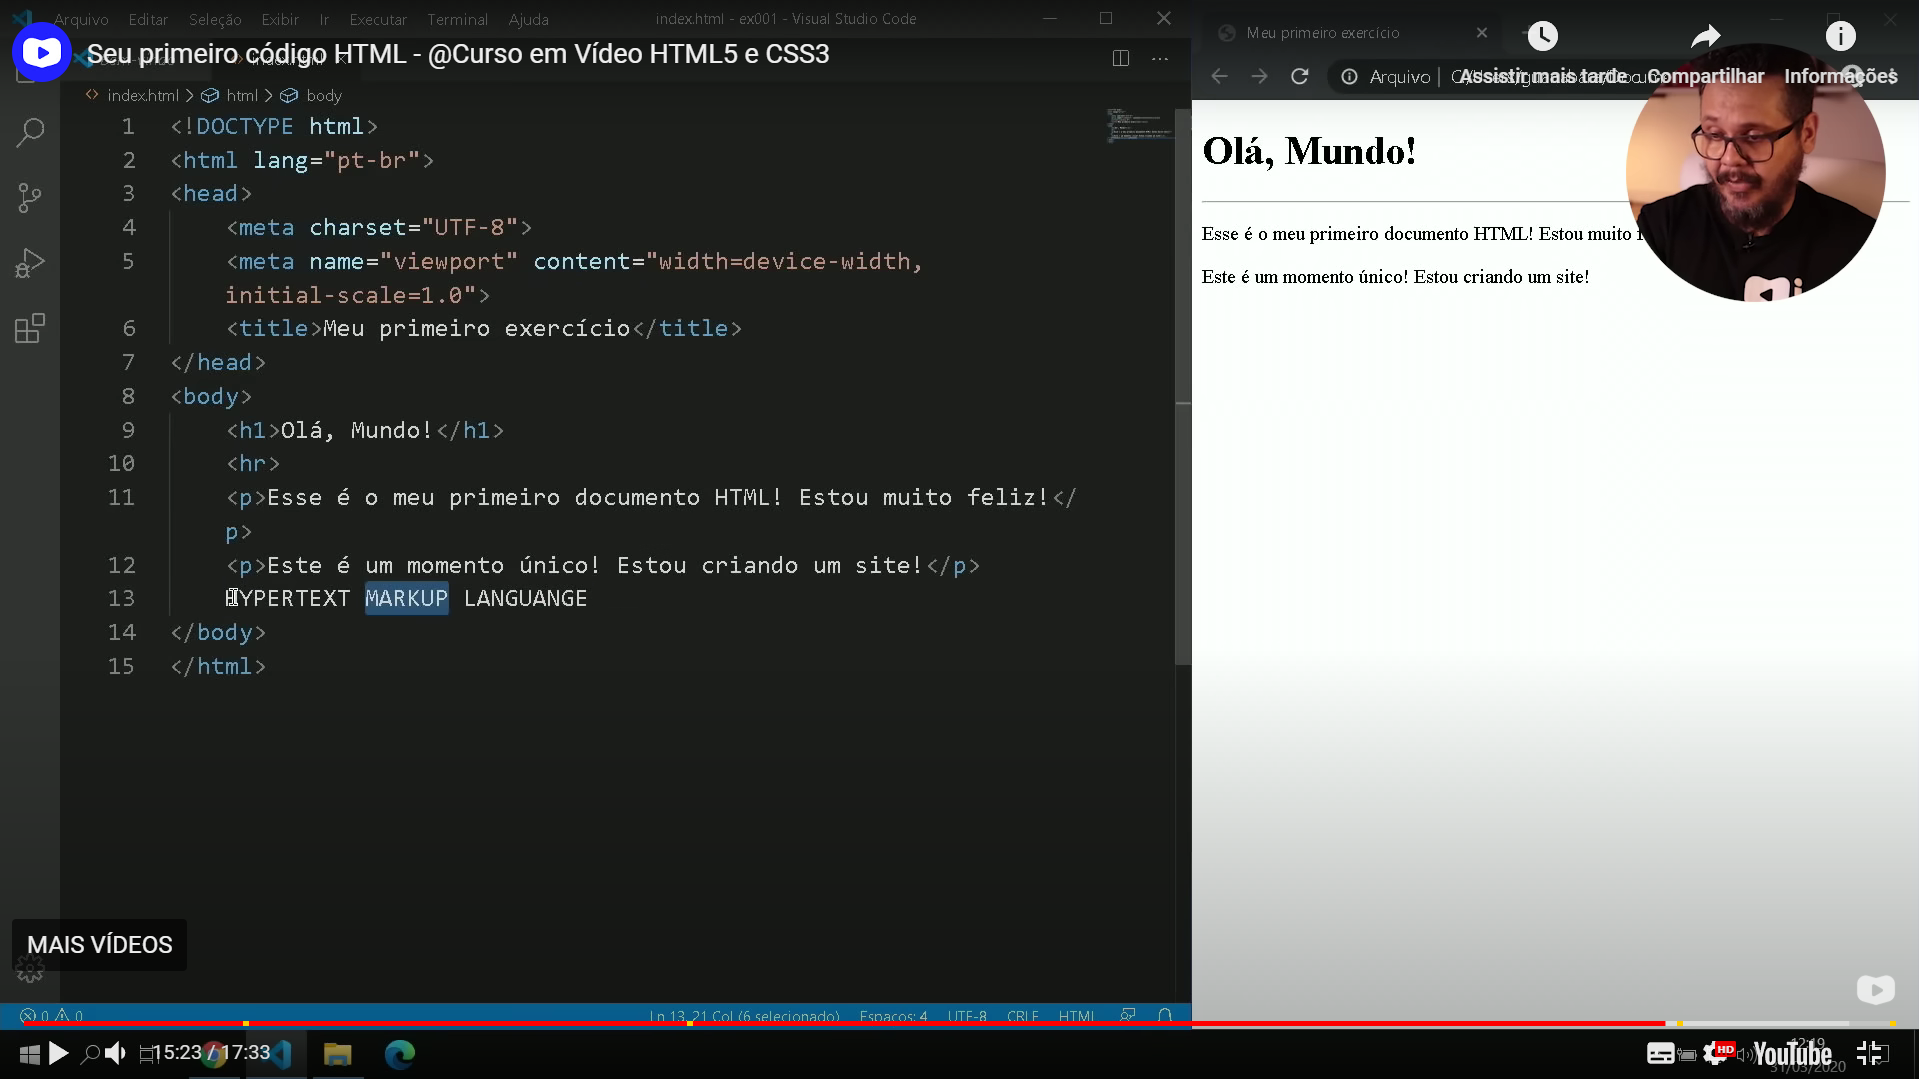 Arquivo Editar Seleção Exibir Ir Executar Terminal Ajuda
index.html - ex001 - Visual Studio Code
Seu primeiro código HTML - @Curso em Vídeo HTML5 e CSS3
index.html > html > body
1 <!DOCTYPE html>
2 <html lang="pt-br">
3 <head>
4 <meta charset="UTF-8">
5 <meta name="viewport" content="width=device-width,
initial-scale=1.0">
6 <title>Meu primeiro exercício</title>
7 </head>
8 <body>
9 <h1>Olá, Mundo!</h1>
10 <hr>
11 <p>Esse é o meu primeiro documento HTML! Estou muito feliz!</
p>
12 <p>Este é um momento único! Estou criando um site!</p>
13 HYPERTEXT MARKUP LANGUANGE
14 </body>
15 </html>
MAIS VÍDEOS
0 0
Ln 13, 21 Col (6 selecionado) Espaços: 4 UTF-8 CRLF HTML
Meu primeiro exercício
Arquivo
Assistir mais tarde Compartilhar Informações
Olá, Mundo!
Esse é o meu primeiro documento HTML! Estou muito
Este é um momento único! Estou criando um site!
15:23 / 17:33
HD
YouTube
12:19
31/03/2020